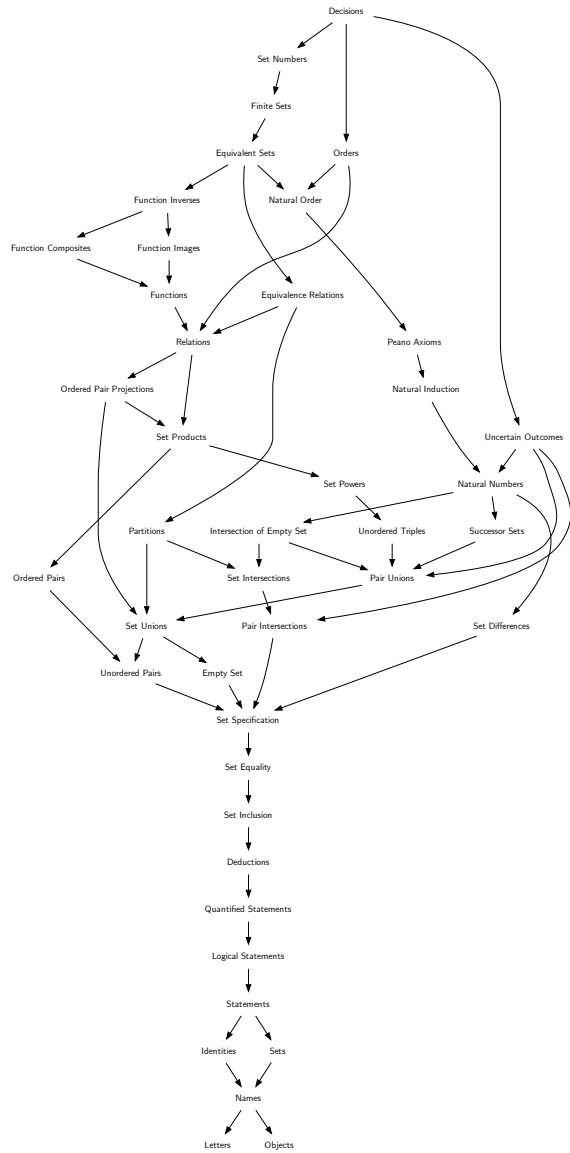 Decisions
Set Numbers
Finite Sets
Equivalent Sets
Orders
Function Inverses
Natural Order
Function Composites
Function Images
Functions
Equivalence Relations
Relations
Peano Axioms
Ordered Pair Projections
Natural Induction
Set Products
Uncertain Outcomes
Set Powers
Natural Numbers
Partitions
Intersection of Empty Set
Unordered Triples
Successor Sets
Ordered Pairs
Set Intersections
Pair Unions
Set Unions
Pair Intersections
Set Differences
Unordered Pairs
Empty Set
Set Specification
Set Equality
Set Inclusion
Deductions
Quantified Statements
Logical Statements
Statements
Identities
Sets
Names
Letters
Objects